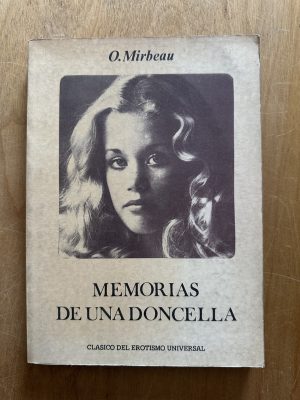 O. Mirbeau
MEMORIAS
DE UNA DONCELLA
CLASICO DEL EROTISMO UNIVERSAL